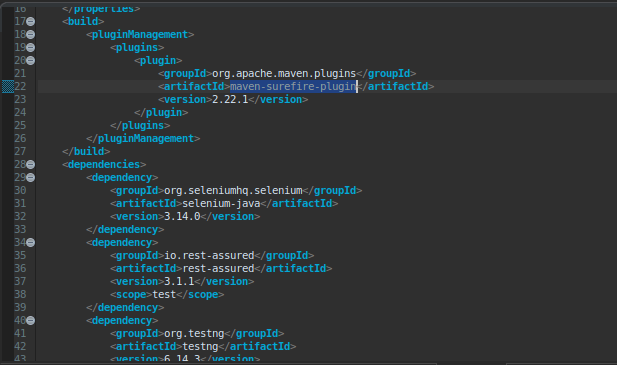 16 </properties>
17 <build>
18 <pluginManagement>
19 <plugins>
20 <plugin>
21 <groupId>org.apache.maven.plugins</groupId>
22 <artifactId>maven-surefire-plugin</artifactId>
23 <version>2.22.1</version>
24 </plugin>
25 </plugins>
26 </pluginManagement>
27 </build>
28 <dependencies>
29 <dependency>
30 <groupId>org.seleniumhq.selenium</groupId>
31 <artifactId>selenium-java</artifactId>
32 <version>3.14.0</version>
33 </dependency>
34 <dependency>
35 <groupId>io.rest-assured</groupId>
36 <artifactId>rest-assured</artifactId>
37 <version>3.1.1</version>
38 <scope>test</scope>
39 </dependency>
40 <dependency>
41 <groupId>org.testng</groupId>
42 <artifactId>testng</artifactId>
43 <version>6.14.3</version>